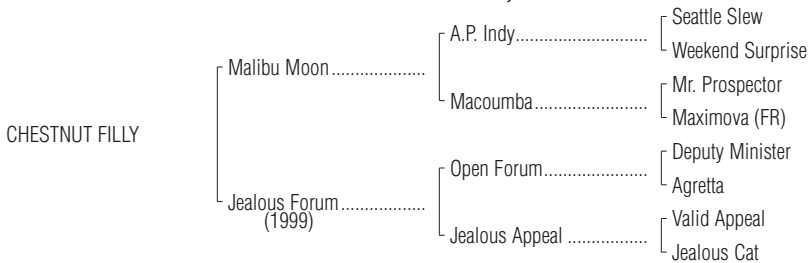 Seattle Slew
A.P. Indy
Weekend Surprise
Malibu Moon
Mr. Prospector
Macoumba
Maximova (FR)
CHESTNUT FILLY
Deputy Minister
Open Forum
Agretta
Jealous Forum
(1999)
Valid Appeal
Jealous Appeal
Jealous Cat